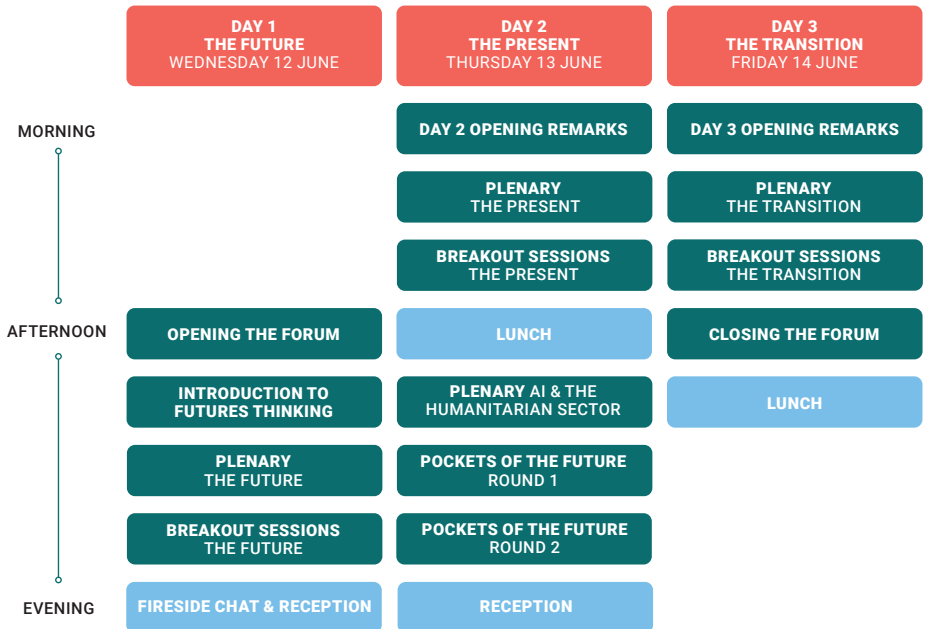 DAY 1
THE FUTURE
WEDNESDAY 12 JUNE
DAY 2
THE PRESENT
THURSDAY 13 JUNE
DAY 3
THE TRANSITION
FRIDAY 14 JUNE
MORNING
DAY 2 OPENING REMARKS
DAY 3 OPENING REMARKS
PLENARY
THE PRESENT
PLENARY
THE TRANSITION
BREAKOUT SESSIONS
THE PRESENT
BREAKOUT SESSIONS
THE TRANSITION
AFTERNOON
OPENING THE FORUM
LUNCH
CLOSING THE FORUM
INTRODUCTION TO
FUTURES THINKING
PLENARY AI & THE
HUMANITARIAN SECTOR
LUNCH
PLENARY
THE FUTURE
POCKETS OF THE FUTURE
ROUND 1
BREAKOUT SESSIONS
THE FUTURE
POCKETS OF THE FUTURE
ROUND 2
EVENING
FIRESIDE CHAT & RECEPTION
RECEPTION